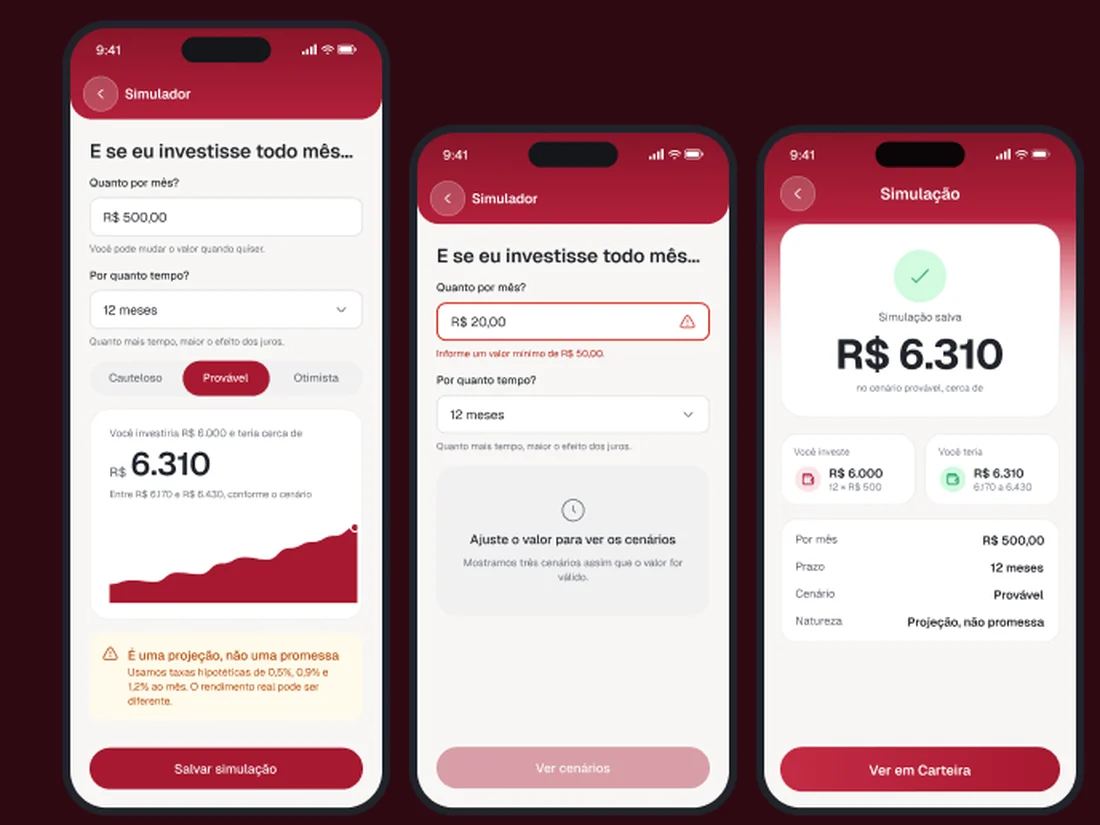 9:41
Simulador
E se eu investisse todo mês...
Quanto por mês?
R$ 500,00
Você pode mudar o valor quando quiser.
Por quanto tempo?
12 meses
Quanto mais tempo, maior o efeito dos juros.
Cauteloso
Provável
Otimista
Você investiria R$ 6.000 e teria cerca de
R$ 6.310
Entre R$ 6.170 e R$ 6.430, conforme o cenário
É uma projeção, não uma promessa
Usamos taxas hipotéticas de 0,5%, 0,9% e
1,2% ao mês. O rendimento real pode ser
diferente.
Salvar simulação
9:41
Simulador
E se eu investisse todo mês...
Quanto por mês?
R$ 20,00
Informe um valor mínimo de R$ 50,00.
Por quanto tempo?
12 meses
Quanto mais tempo, maior o efeito dos juros.
Ajuste o valor para ver os cenários
Mostramos três cenários assim que o valor for
válido.
Ver cenários
9:41
Simulação
Simulação salva
R$ 6.310
no cenário provável, cerca de
Você investe
R$ 6.000
12 × R$ 500
Você teria
R$ 6.310
6.170 a 6.430
Por mês
R$ 500,00
Prazo
12 meses
Cenário
Provável
Natureza
Projeção, não promessa
Ver em Carteira